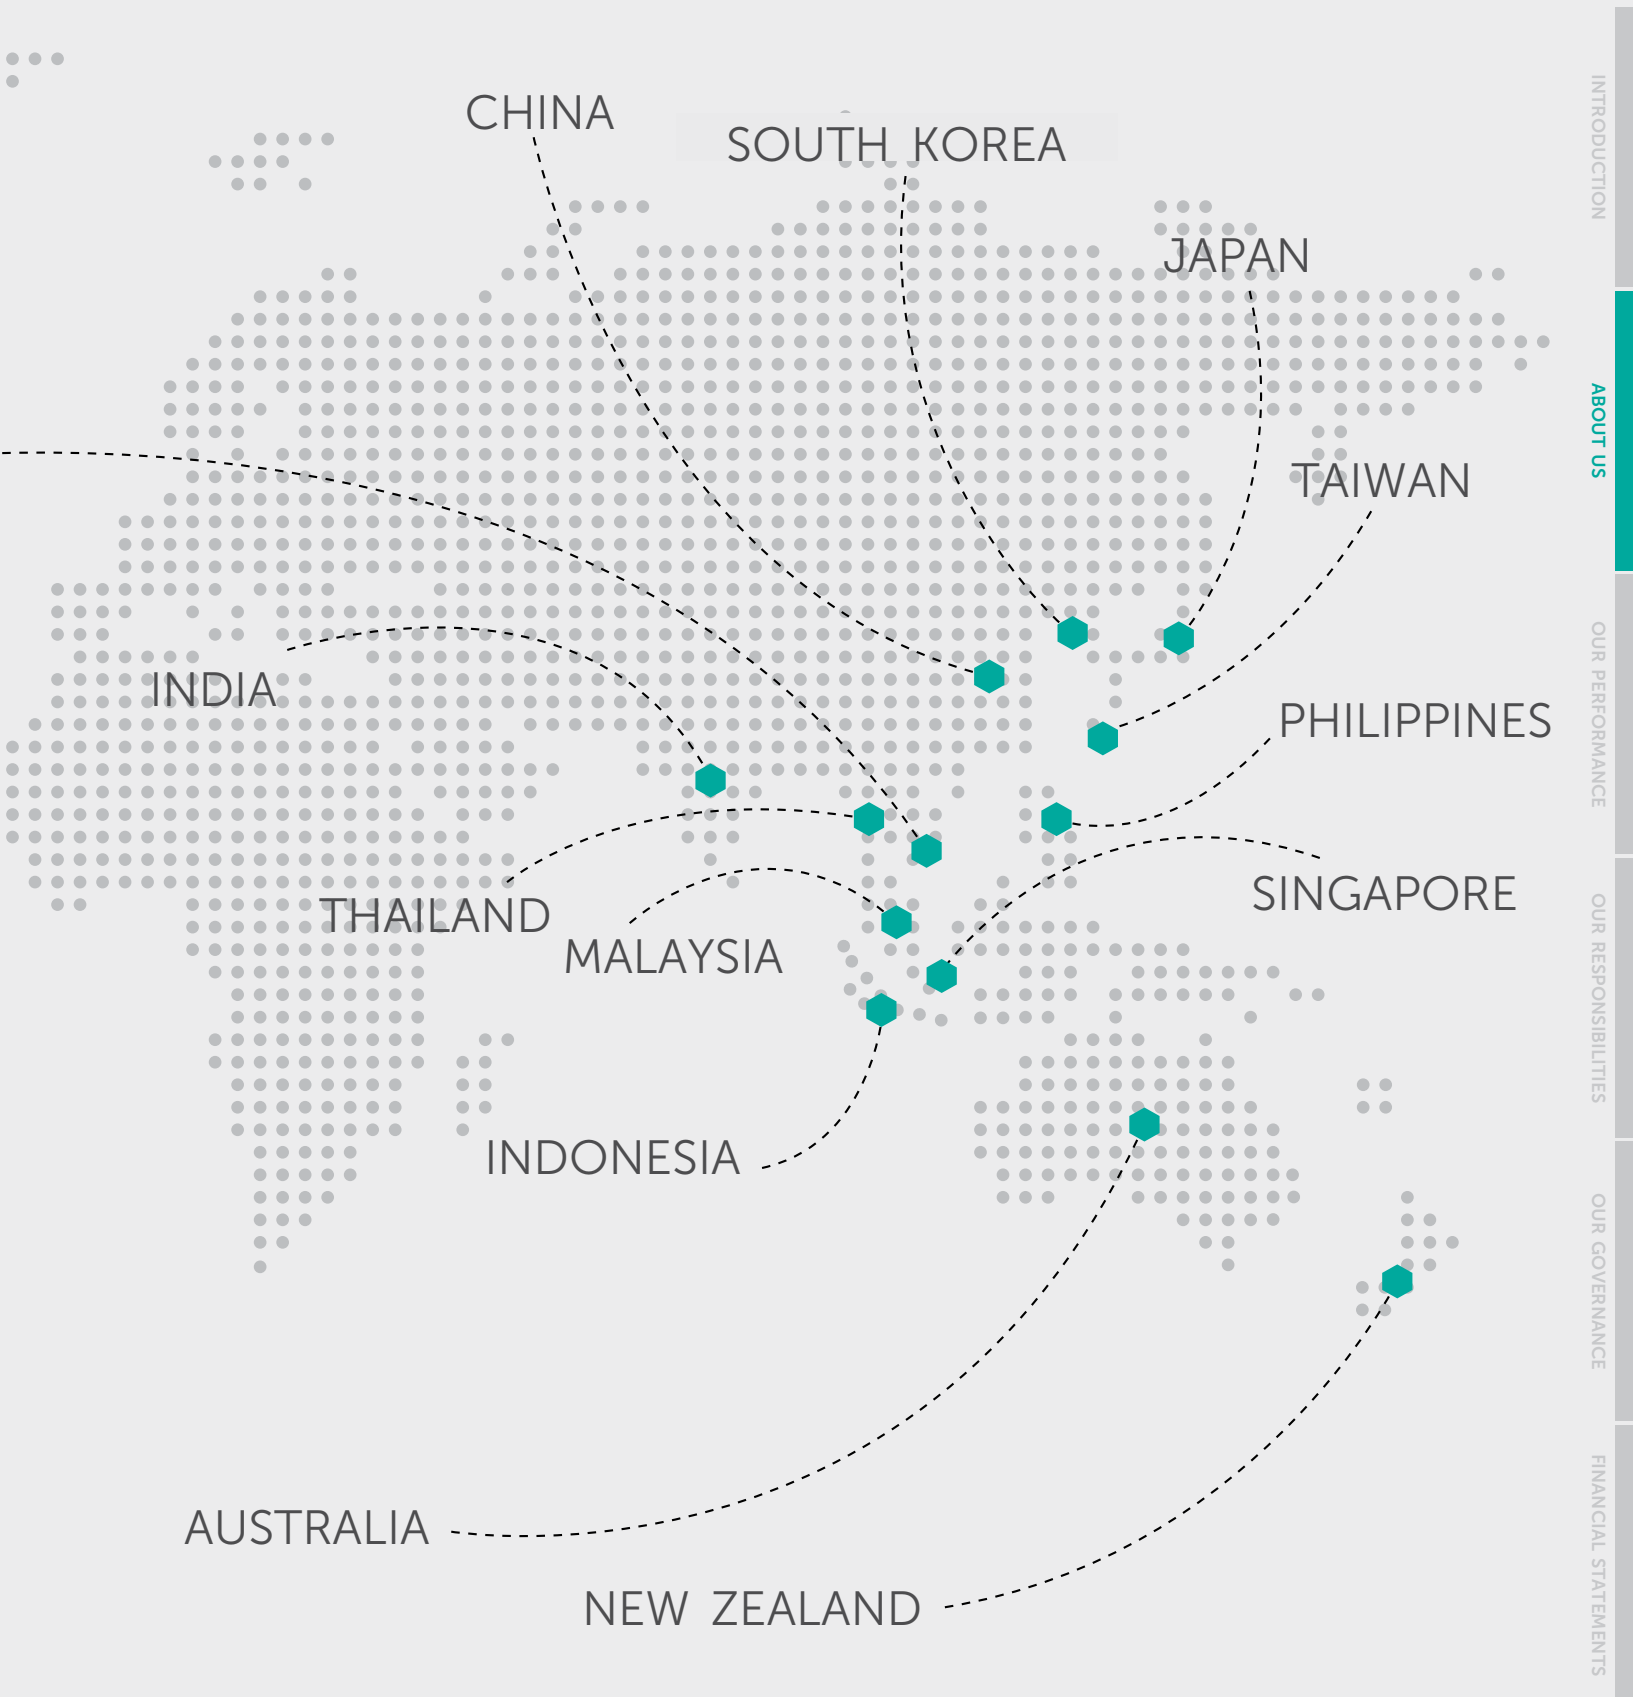 CHINA
SOUTH KOREA
JAPAN
TAIWAN
INDIA
PHILIPPINES
SINGAPORE
THAILAND
MALAYSIA
INDONESIA
AUSTRALIA
NEW ZEALAND
INTRODUCTION
ABOUT US
OUR PERFORMANCE
OUR RESPONSIBILITIES
OUR GOVERNANCE
FINANCIAL STATEMENTS